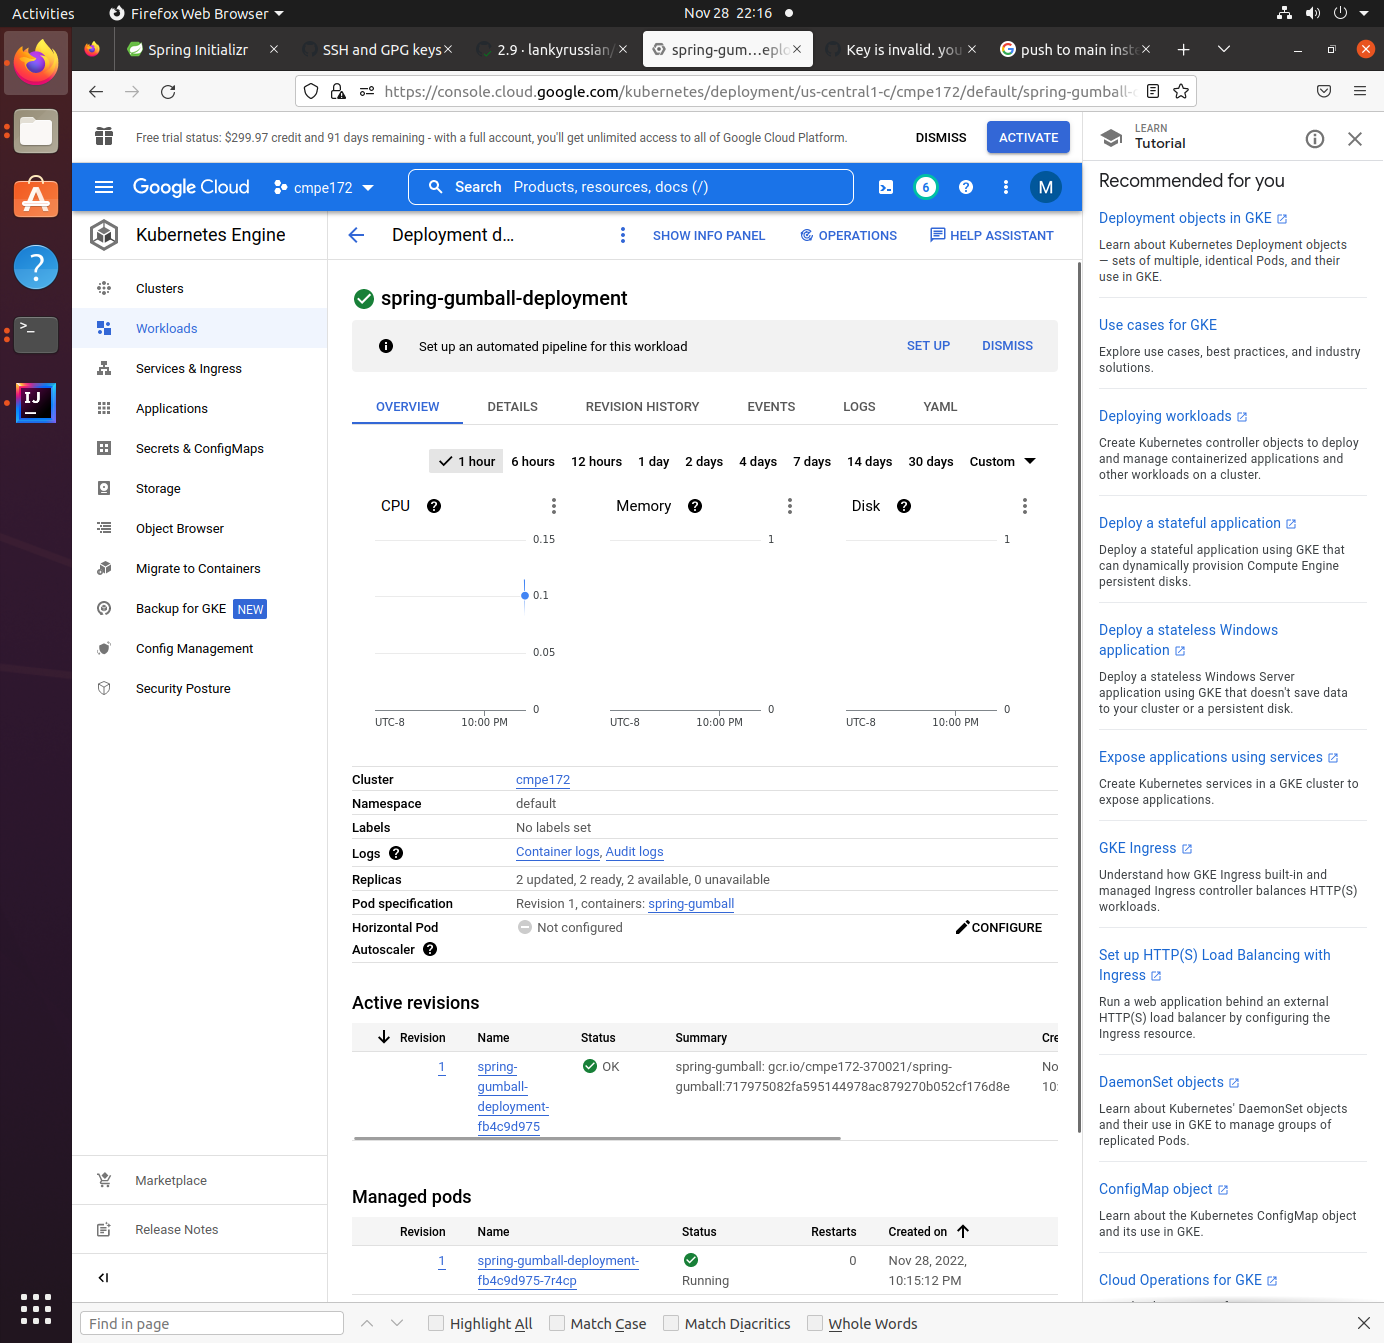 Activities
Firefox Web Browser
Nov 28 22:16
Spring Initializr
SSH and GPG keys
2.9 · lankyrussian/
spring-gum…eplo
Key is invalid. you
push to main inste
https://console.cloud.google.com/kubernetes/deployment/us-central1-c/cmpe172/default/spring-gumball-
Free trial status: $299.97 credit and 91 days remaining - with a full account, you'll get unlimited access to all of Google Cloud Platform.
DISMISS
ACTIVATE
Google Cloud
cmpe172
Search Products, resources, docs (/)
6
M
Kubernetes Engine
Clusters
Workloads
Services & Ingress
Applications
Secrets & ConfigMaps
Storage
Object Browser
Migrate to Containers
Backup for GKE NEW
Config Management
Security Posture
Marketplace
Release Notes
Deployment d...
SHOW INFO PANEL
OPERATIONS
HELP ASSISTANT
spring-gumball-deployment
Set up an automated pipeline for this workload
SET UP
DISMISS
OVERVIEW
DETAILS
REVISION HISTORY
EVENTS
LOGS
YAML
1 hour
6 hours
12 hours
1 day
2 days
4 days
7 days
14 days
30 days
Custom
CPU
0.15
0.1
0.05
0
UTC-8
10:00 PM
Memory
1
0
UTC-8
10:00 PM
Disk
1
0
UTC-8
10:00 PM
Cluster cmpe172
Namespace default
Labels No labels set
Logs Container logs, Audit logs
Replicas 2 updated, 2 ready, 2 available, 0 unavailable
Pod specification Revision 1, containers: spring-gumball
Horizontal Pod
Autoscaler
Not configured
CONFIGURE
Active revisions
Revision Name Status Summary Cre
1
spring-
gumball-
deployment-
fb4c9d975
OK
spring-gumball: gcr.io/cmpe172-370021/spring-
gumball:717975082fa595144978ac879270b052cf176d8e
No
10:
Managed pods
Revision Name Status Restarts Created on
1
spring-gumball-deployment-
fb4c9d975-7r4cp
Running
0
Nov 28, 2022,
10:15:12 PM
LEARN
Tutorial
Recommended for you
Deployment objects in GKE
Learn about Kubernetes Deployment objects
— sets of multiple, identical Pods, and their
use in GKE.
Use cases for GKE
Explore use cases, best practices, and industry
solutions.
Deploying workloads
Create Kubernetes controller objects to deploy
and manage containerized applications and
other workloads on a cluster.
Deploy a stateful application
Deploy a stateful application using GKE that
can dynamically provision Compute Engine
persistent disks.
Deploy a stateless Windows
application
Deploy a stateless Windows Server
application using GKE that doesn't save data
to your cluster or a persistent disk.
Expose applications using services
Create Kubernetes services in a GKE cluster to
expose applications.
GKE Ingress
Understand how GKE Ingress built-in and
managed Ingress controller balances HTTP(S)
workloads.
Set up HTTP(S) Load Balancing with
Ingress
Run a web application behind an external
HTTP(S) load balancer by configuring the
Ingress resource.
DaemonSet objects
Learn about Kubernetes' DaemonSet objects
and their use in GKE to manage groups of
replicated Pods.
ConfigMap object
Learn about the Kubernetes ConfigMap object
and its use in GKE.
Cloud Operations for GKE
Find in page
Highlight All
Match Case
Match Diacritics
Whole Words